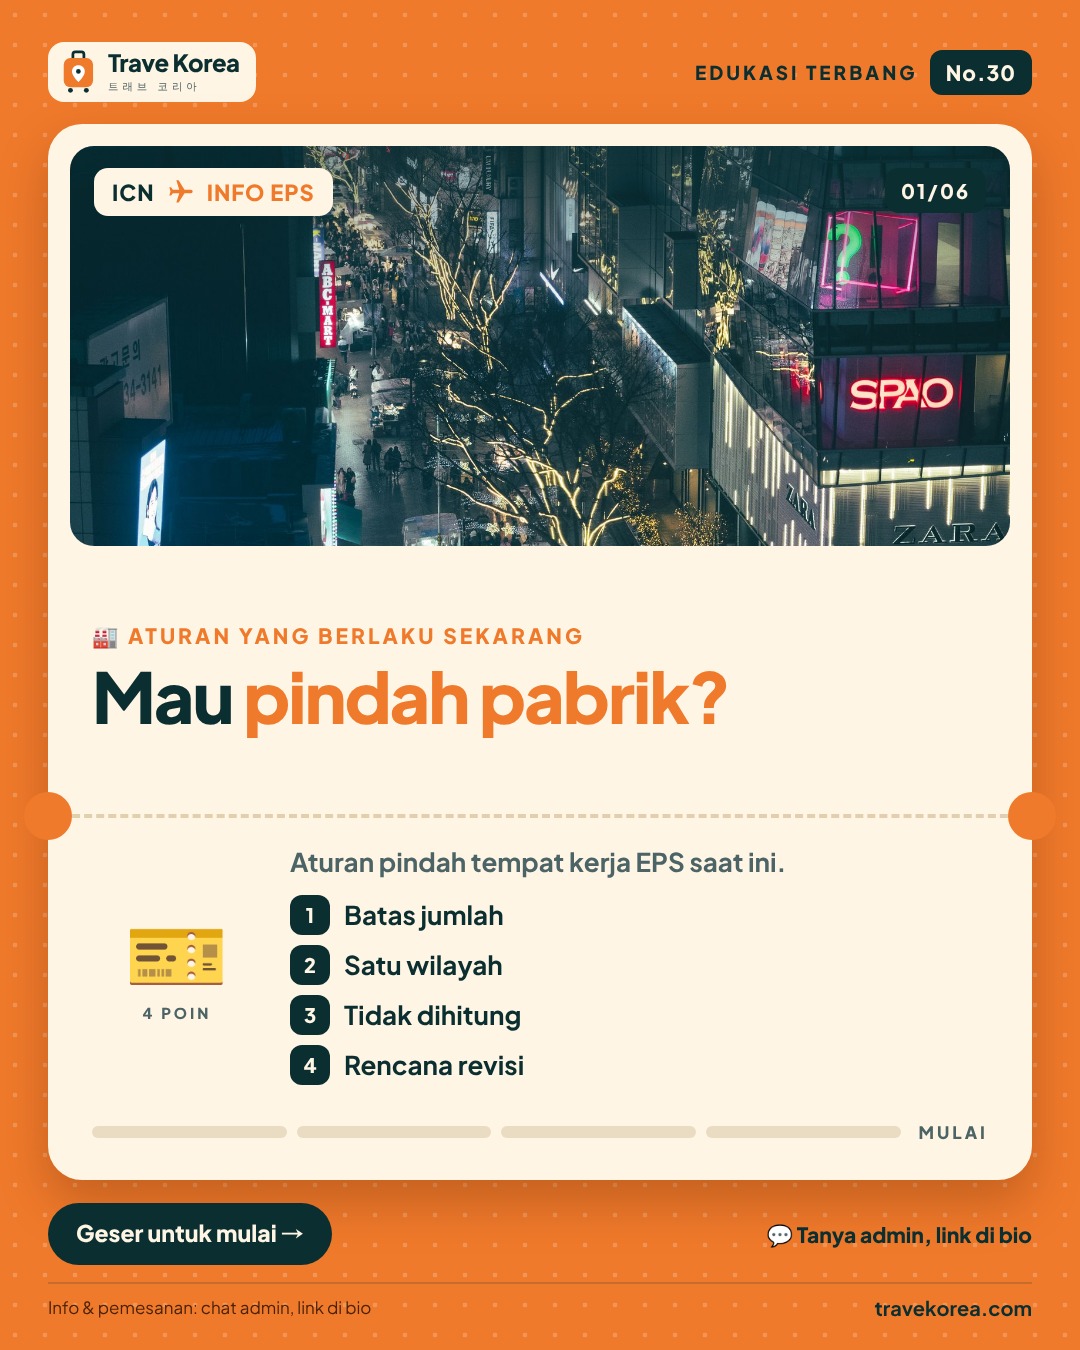 Trave Korea
트래브 코리아
EDUKASI TERBANG
No.30
ICN ✈ INFO EPS
01/06
ABC-MART
34-3141
?
SPAO
ZARA
ZARA
🏭 ATURAN YANG BERLAKU SEKARANG
Mau pindah pabrik?
Aturan pindah tempat kerja EPS saat ini.
1 Batas jumlah
2 Satu wilayah
3 Tidak dihitung
4 Rencana revisi
4 POIN
MULAI
Geser untuk mulai →
💬 Tanya admin, link di bio
Info & pemesanan: chat admin, link di bio
travekorea.com